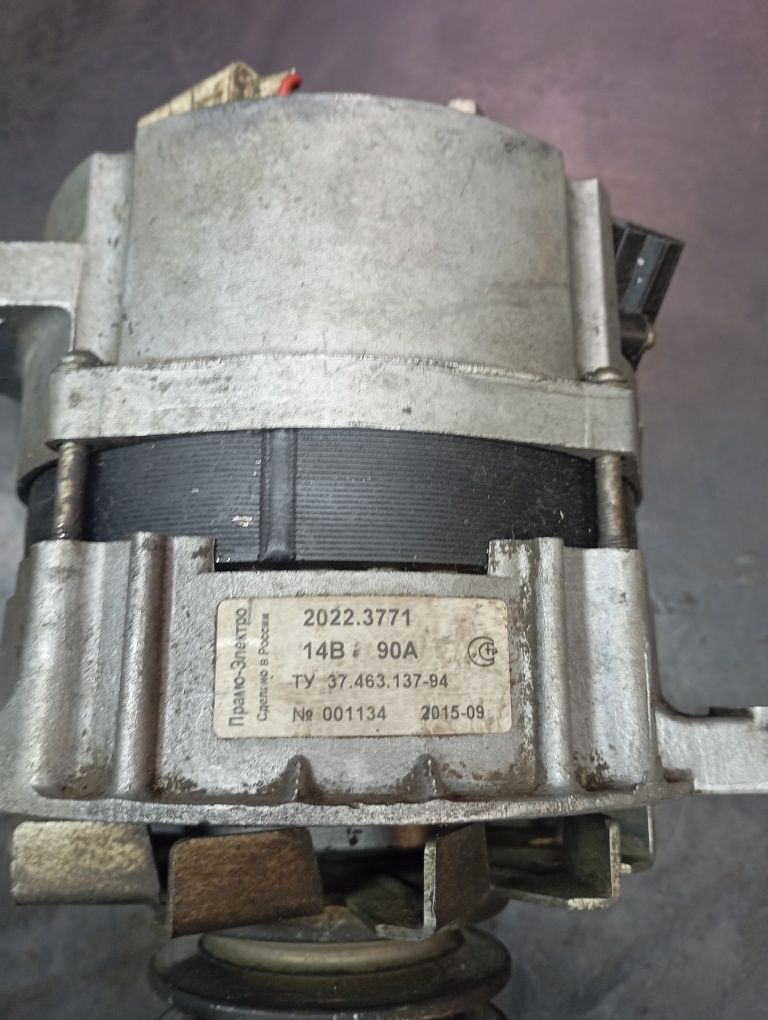 Прамо-Электро
Сделано в России
2022.3771
14В 90А
ТУ 37.463.137-94
№ 001134 2015-09